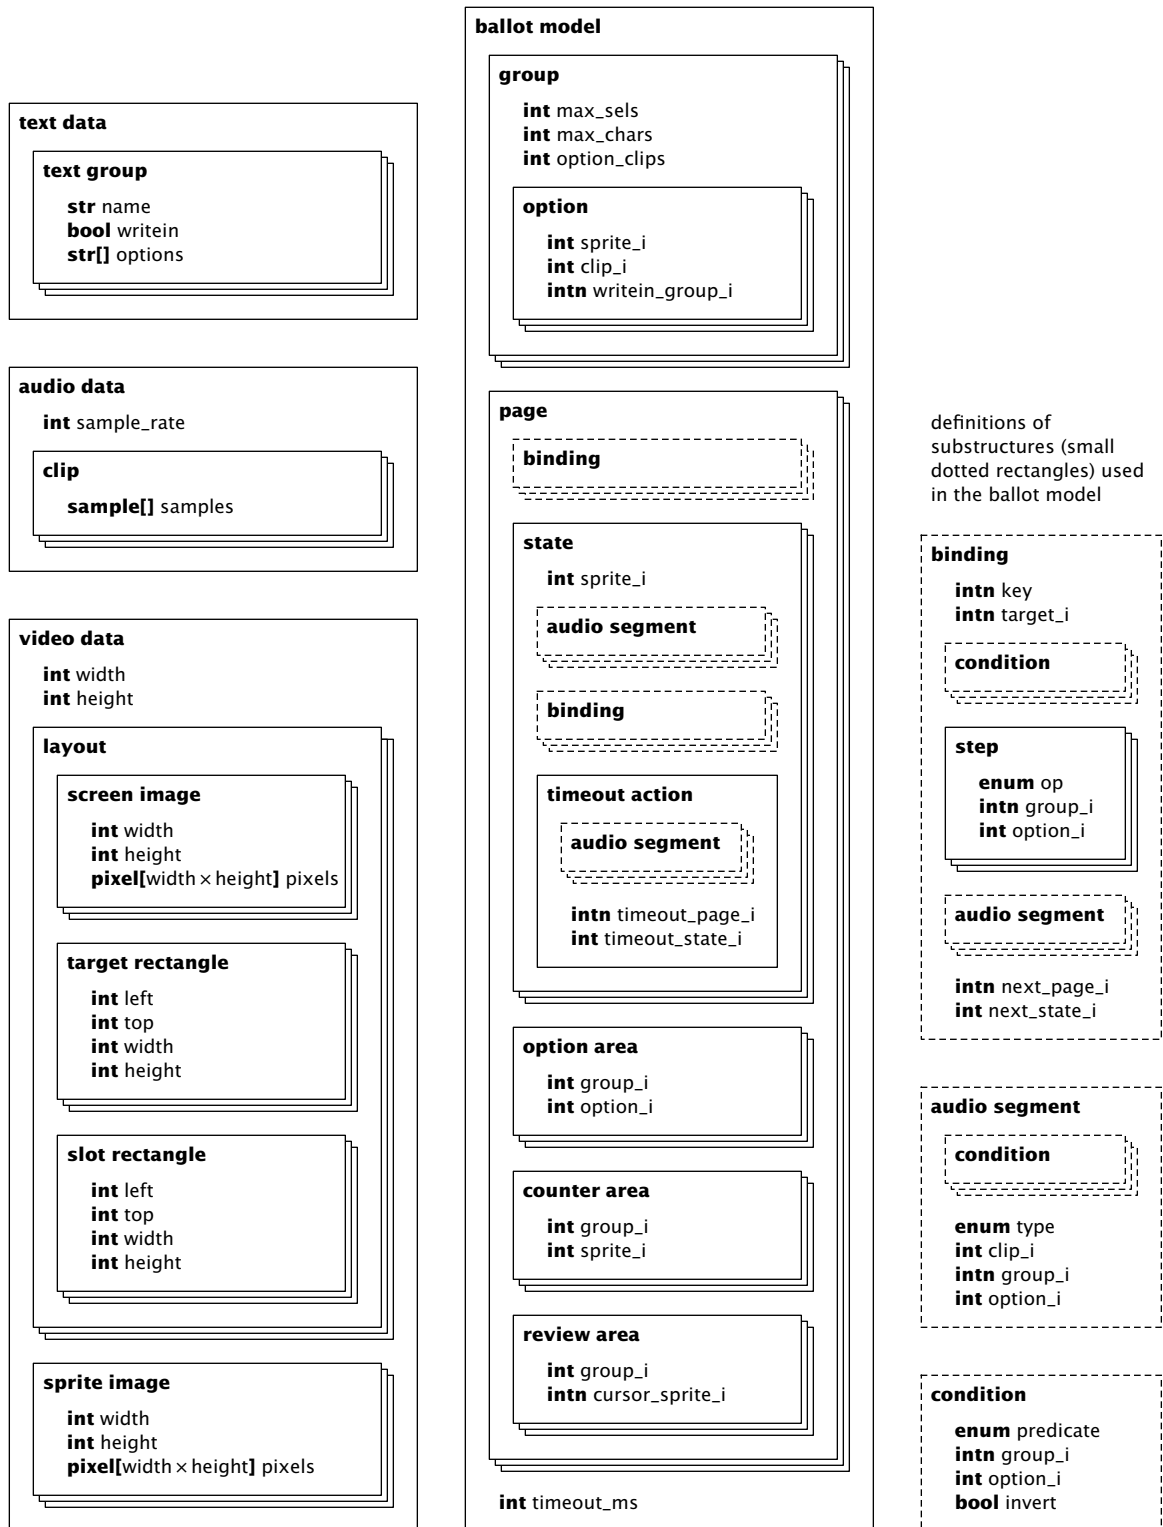 text data
text group
str name
bool writein
str[] options
audio data
int sample_rate
clip
sample[] samples
video data
int width
int height
layout
screen image
int width
int height
pixel[width×height] pixels
target rectangle
int left
int top
int width
int height
slot rectangle
int left
int top
int width
int height
sprite image
int width
int height
pixel[width×height] pixels
ballot model
group
int max_sels
int max_chars
int option_clips
option
int sprite_i
int clip_i
intn writein_group_i
page
binding
state
int sprite_i
audio segment
binding
timeout action
audio segment
intn timeout_page_i
int timeout_state_i
option area
int group_i
int option_i
counter area
int group_i
int sprite_i
review area
int group_i
intn cursor_sprite_i
int timeout_ms
definitions of
substructures (small
dotted rectangles) used
in the ballot model
binding
intn key
intn target_i
condition
step
enum op
intn group_i
int option_i
audio segment
intn next_page_i
int next_state_i
audio segment
condition
enum type
int clip_i
intn group_i
int option_i
condition
enum predicate
intn group_i
int option_i
bool invert